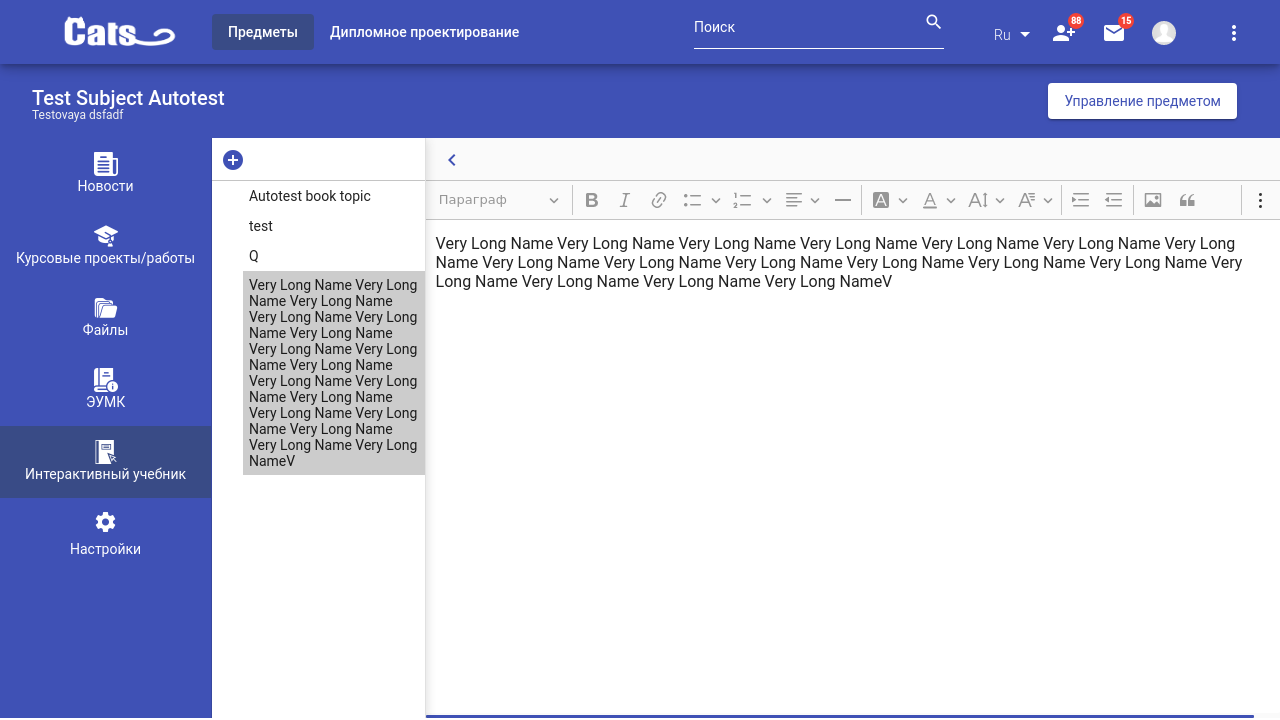 Cats
Предметы
Дипломное проектирование
Поиск
Ru
88
15
Test Subject Autotest
Testovaya dsfadf
Управление предметом
Новости
Курсовые проекты/работы
Файлы
ЭУМК
Интерактивный учебник
Настройки
Autotest book topic
test
Q
Very Long Name Very Long
Name Very Long Name
Very Long Name Very Long
Name Very Long Name
Very Long Name Very Long
Name Very Long Name
Very Long Name Very Long
Name Very Long Name
Very Long Name Very Long
Name Very Long Name
Very Long Name Very Long
NameV
Параграф
Very Long Name Very Long Name Very Long Name Very Long Name Very Long Name Very Long Name Very Long
Name Very Long Name Very Long Name Very Long Name Very Long Name Very Long Name Very Long Name Very
Long Name Very Long Name Very Long Name Very Long NameV